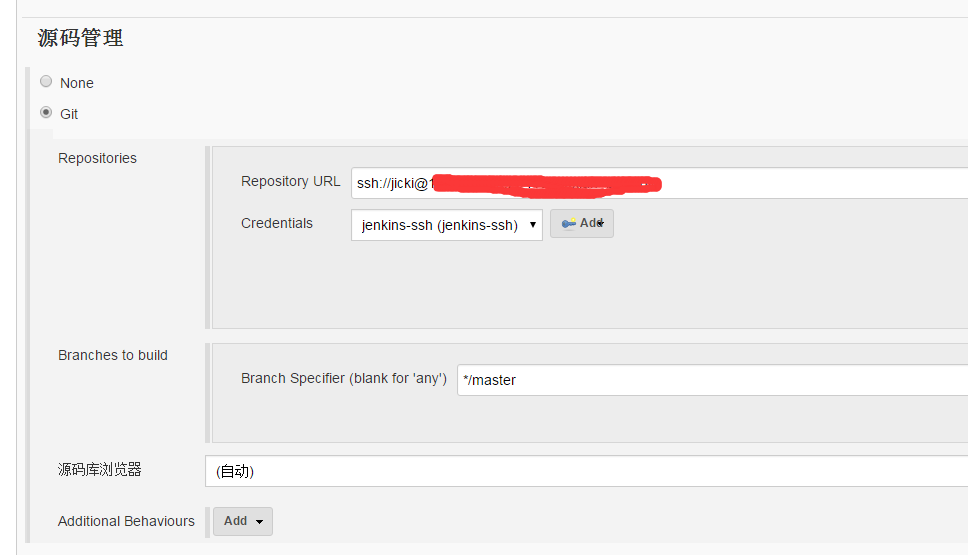 源码管理
None
Git
Repositories
Repository URL ssh://jicki@
Credentials jenkins-ssh (jenkins-ssh) Add
Branches to build
Branch Specifier (blank for 'any') */master
源码库浏览器 (自动)
Additional Behaviours Add